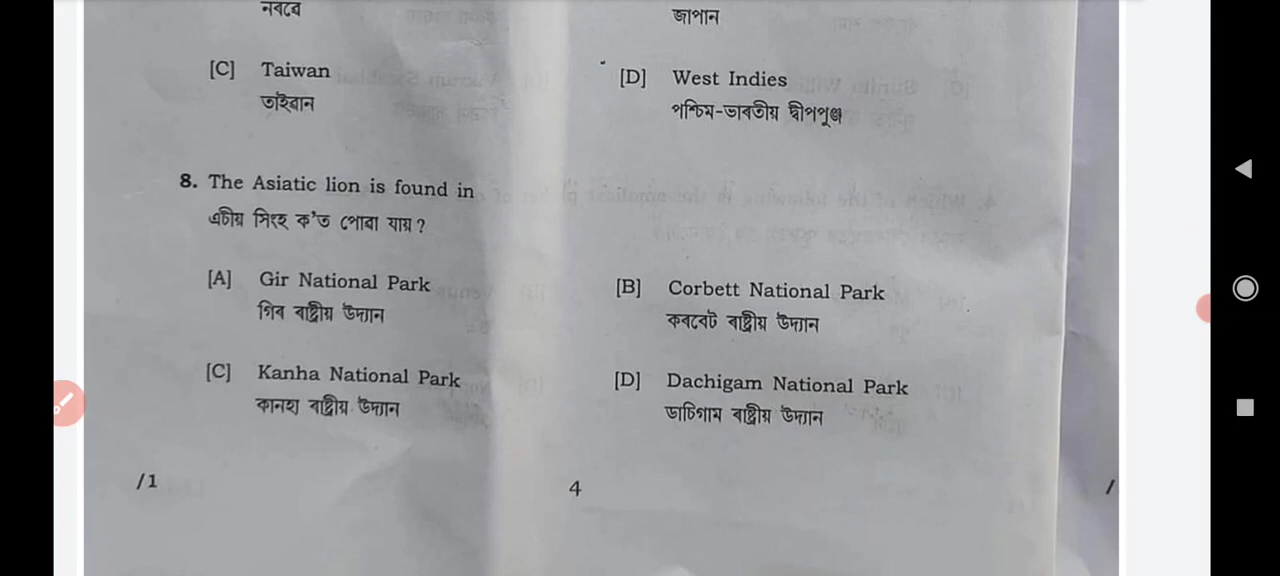 নৰৱে
জাপান
[C] Taiwan
তাইৱান
[D] West Indies
পশ্চিম-ভাৰতীয় দ্বীপপুঞ্জ
8. The Asiatic lion is found in
এচীয় সিংহ ক'ত পোৱা যায় ?
[A] Gir National Park
গিৰ ৰাষ্ট্ৰীয় উদ্যান
[B] Corbett National Park
কৰবেট ৰাষ্ট্ৰীয় উদ্যান
[C] Kanha National Park
কানহা ৰাষ্ট্ৰীয় উদ্যান
[D] Dachigam National Park
ডাচিগাম ৰাষ্ট্ৰীয় উদ্যান
/1
4
/